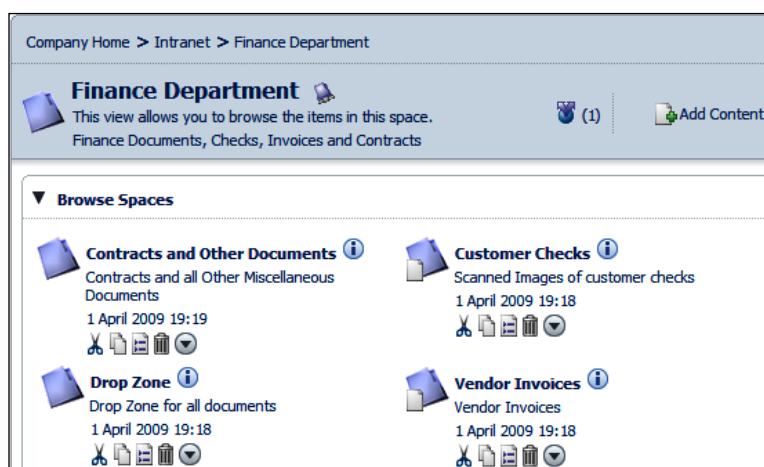 Company Home > Intranet > Finance Department
Finance Department
This view allows you to browse the items in this space.
Finance Documents, Checks, Invoices and Contracts
(1)
Add Content
Browse Spaces
Contracts and Other Documents
Contracts and all Other Miscellaneous
Documents
1 April 2009 19:19
Customer Checks
Scanned Images of customer checks
1 April 2009 19:18
Drop Zone
Drop Zone for all documents
1 April 2009 19:18
Vendor Invoices
Vendor Invoices
1 April 2009 19:18